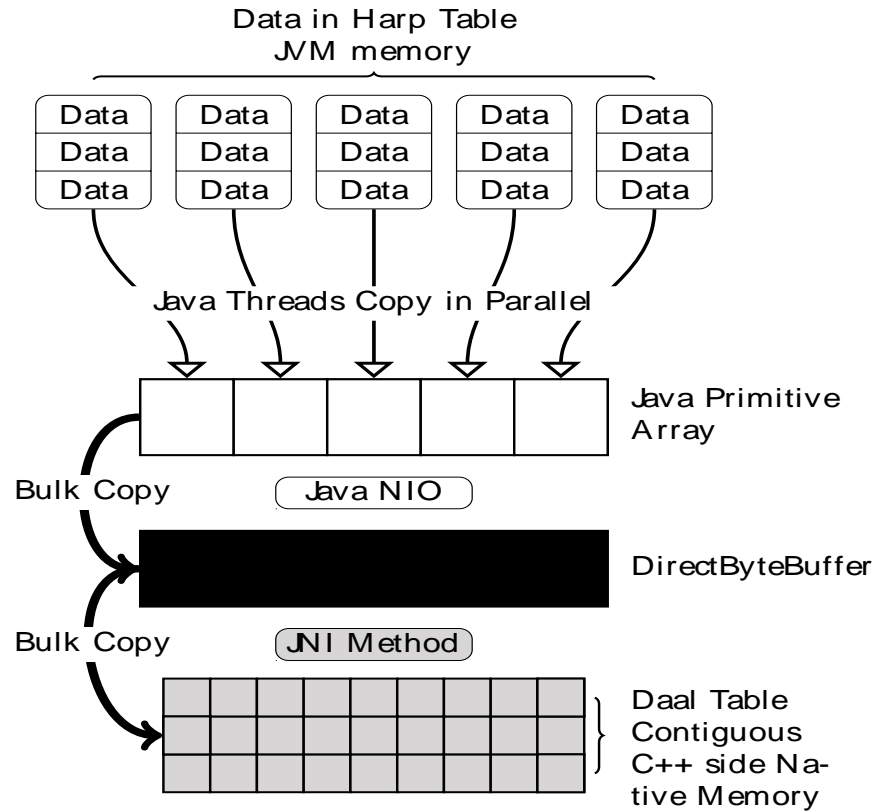 Data in Harp Table
JVM memory
Data Data Data Data Data
Data Data Data Data Data
Data Data Data Data Data
Java Threads Copy in Parallel
Java Primitive
Array
Bulk Copy
Java NIO
DirectByteBuffer
Bulk Copy
JNI Method
Daal Table
Contiguous
C++ side Na-
tive Memory